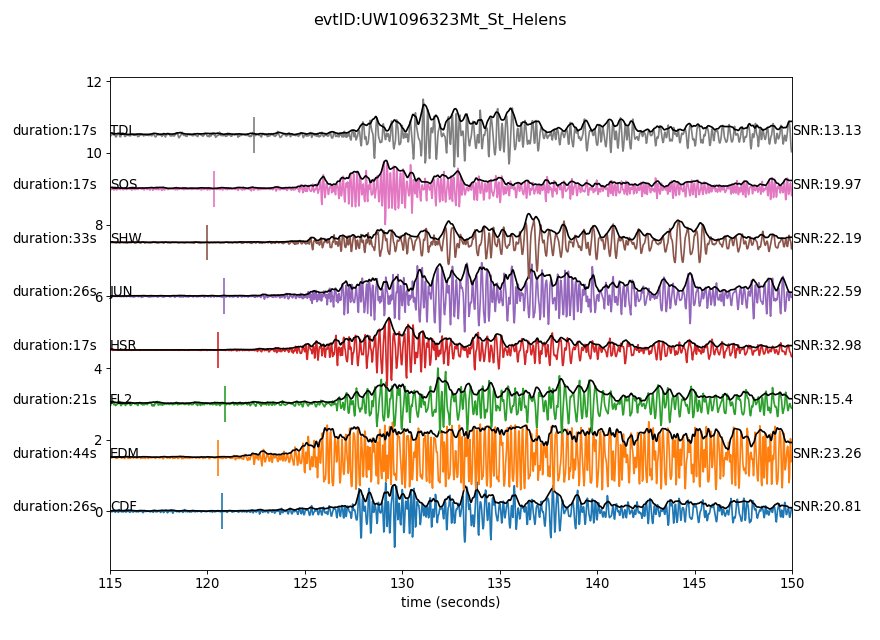 evtID:UW1096323Mt_St_Helens
12
duration:17s TDL SNR:13.13
10
duration:17s SOS SNR:19.97
8
duration:33s SHW SNR:22.19
duration:26s JUN SNR:22.59
6
duration:17s HSR SNR:32.98
4
duration:21s FL2 SNR:15.4
2
duration:44s EDM SNR:23.26
duration:26s CDF SNR:20.81
0
115 120 125 130 135 140 145 150
time (seconds)